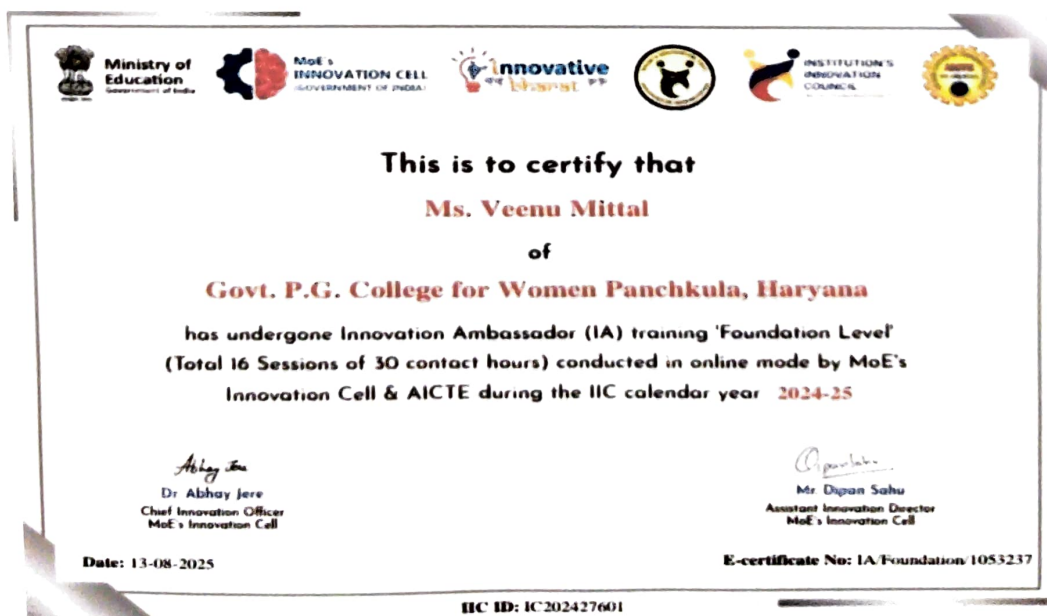 Ministry of
Education
Government of India
MoE's
INNOVATION CELL
(GOVERNMENT OF INDIA)
innovative
bharat
INSTITUTION'S
INNOVATION
COUNCIL
This is to certify that
Ms. Veenu Mittal
of
Govt. P.G. College for Women Panchkula, Haryana
has undergone Innovation Ambassador (IA) training 'Foundation Level'
(Total 16 Sessions of 30 contact hours) conducted in online mode by MoE's
Innovation Cell & AICTE during the IIC calendar year 2024-25
Abhay Jere
Dr Abhay Jere
Chief Innovation Officer
MoE's Innovation Cell
Mr. Dipan Sahu
Assistant Innovation Director
MoE's Innovation Cell
Date: 13-08-2025
E-certificate No: IA/Foundation/1053237
IIC ID: IC202427601